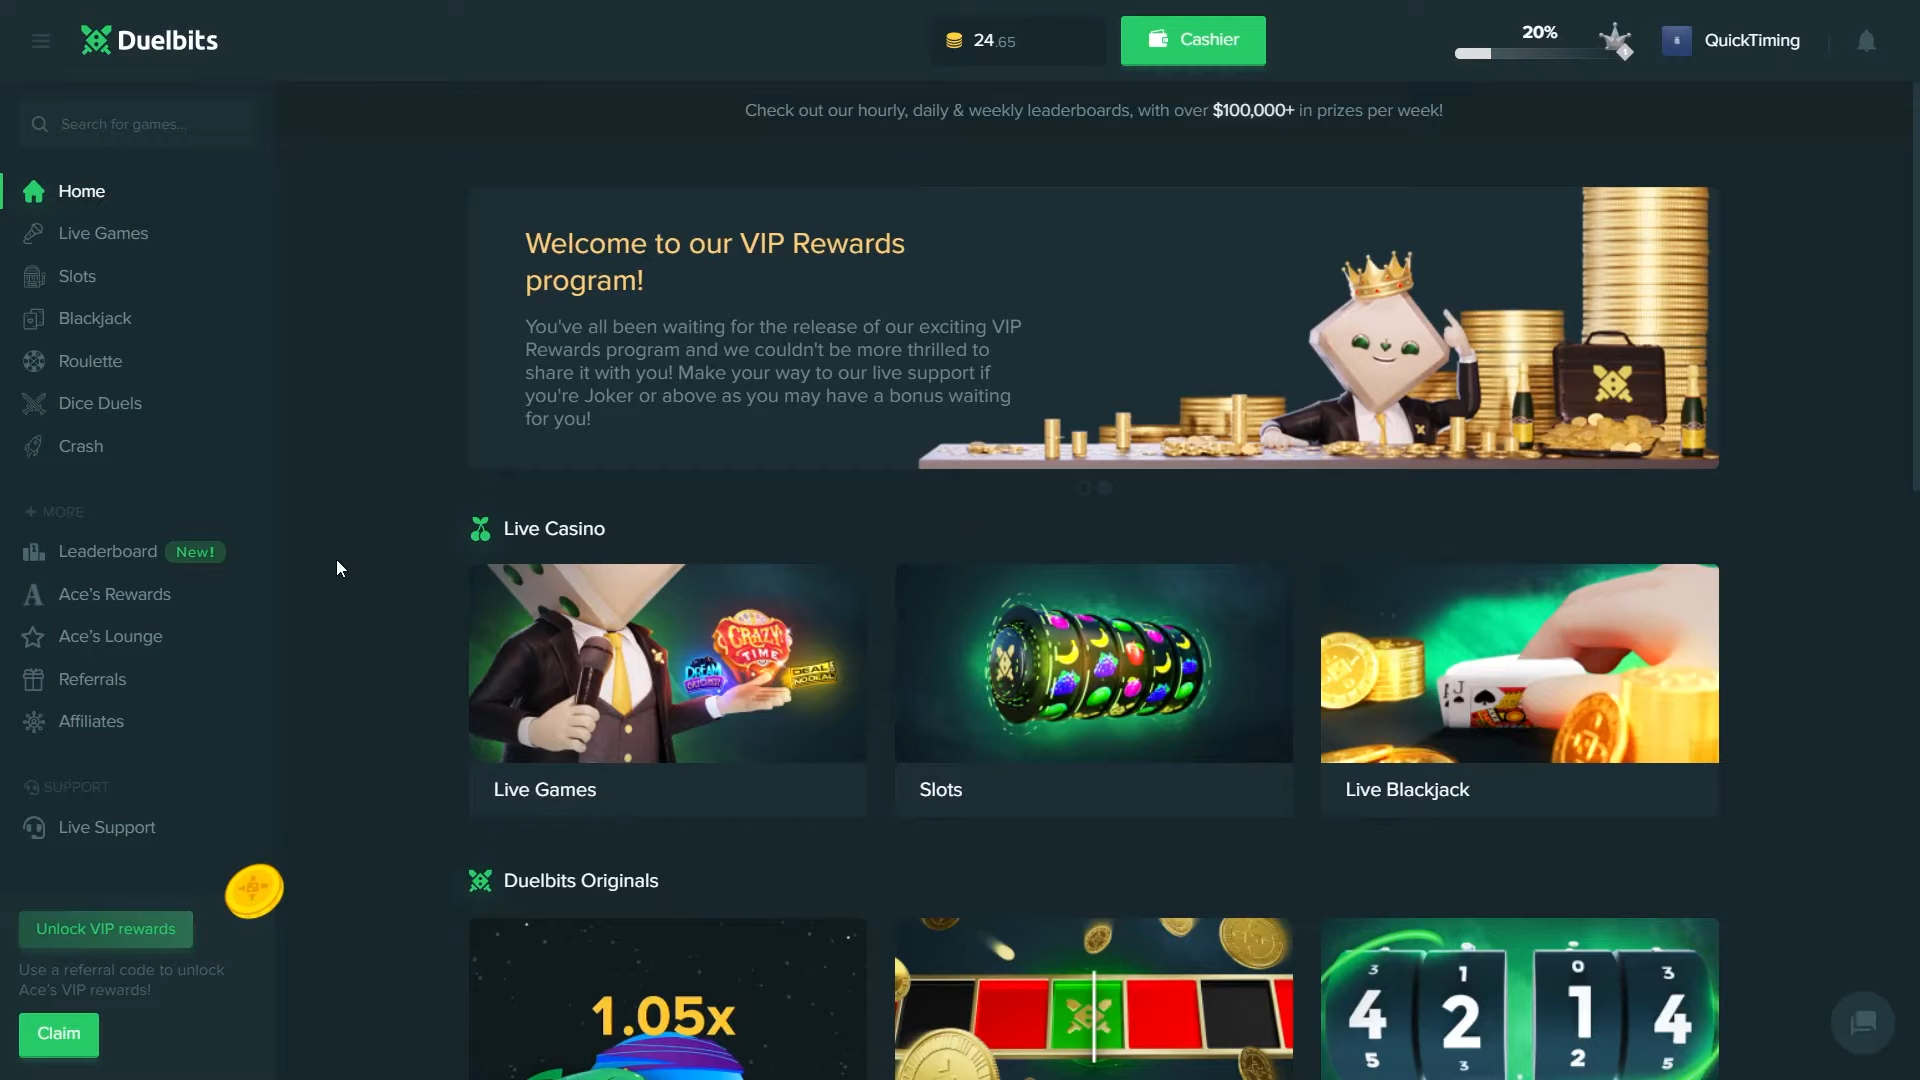 Duelbits
24.65
Cashier
20%
1
QuickTiming
Search for games...
Check out our hourly, daily & weekly leaderboards, with over $100,000+ in prizes per week!
Home
Live Games
Slots
Blackjack
Roulette
Dice Duels
Crash
+ MORE
Leaderboard New!
Ace's Rewards
Ace's Lounge
Referrals
Affiliates
SUPPORT
Live Support
Unlock VIP rewards
Use a referral code to unlock
Ace's VIP rewards!
Claim
Welcome to our VIP Rewards
program!
You've all been waiting for the release of our exciting VIP
Rewards program and we couldn't be more thrilled to
share it with you! Make your way to our live support if
you're Joker or above as you may have a bonus waiting
for you!
Live Casino
CRAZY
TIME
DREAM
CATCHER
DEAL
NO DEAL
J
Live Games
Slots
Live Blackjack
Duelbits Originals
1.05x
3 1 0 3
4 2 1 4
5 3 2 5